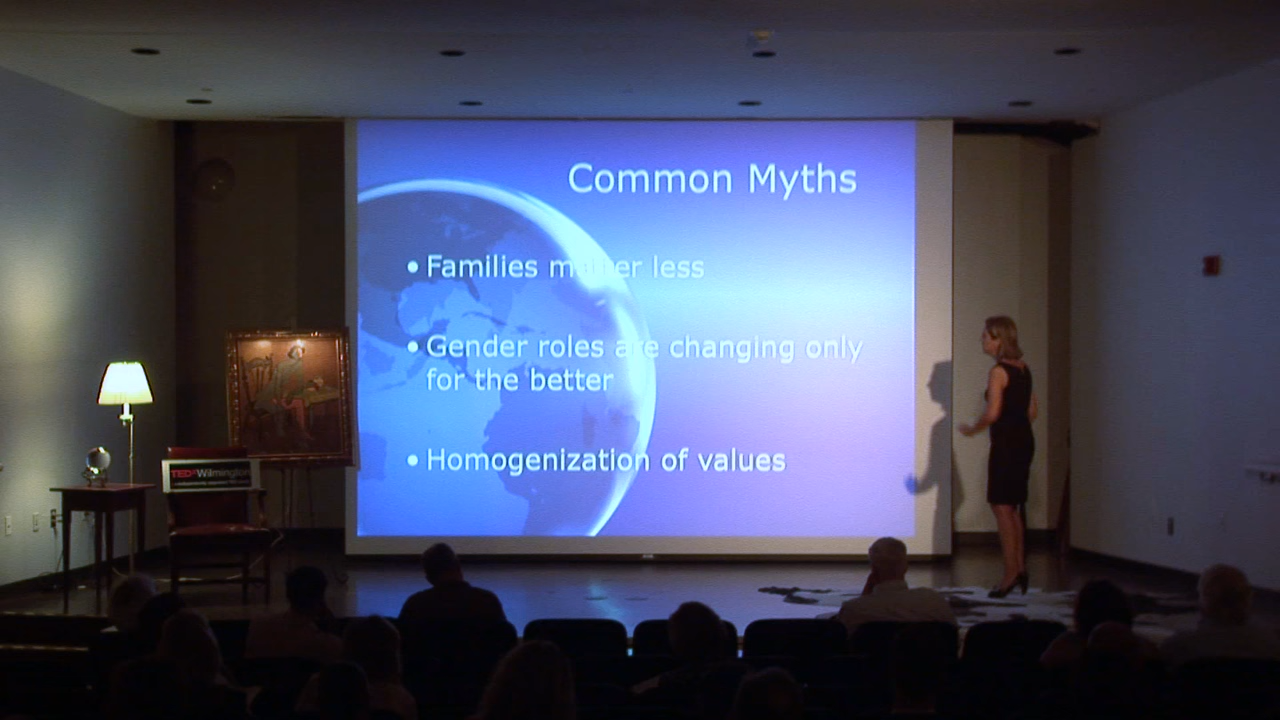 Common Myths
• Families matter less
• Gender roles are changing only
for the better
• Homogenization of values
TEDxWilmington